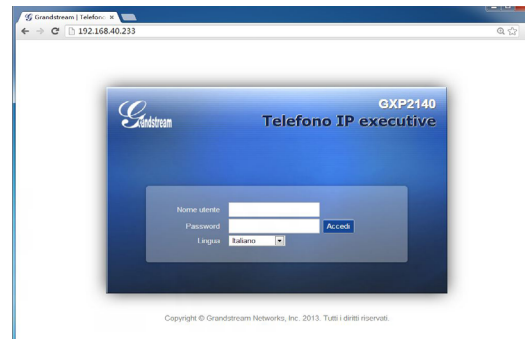 Grandstream | Telefono
192.168.40.233
Grandstream
GXP2140
Telefono IP executive
Nome utente
Password
Accedi
Lingua
Italiano
Copyright © Grandstream Networks, Inc. 2013. Tutti i diritti riservati.